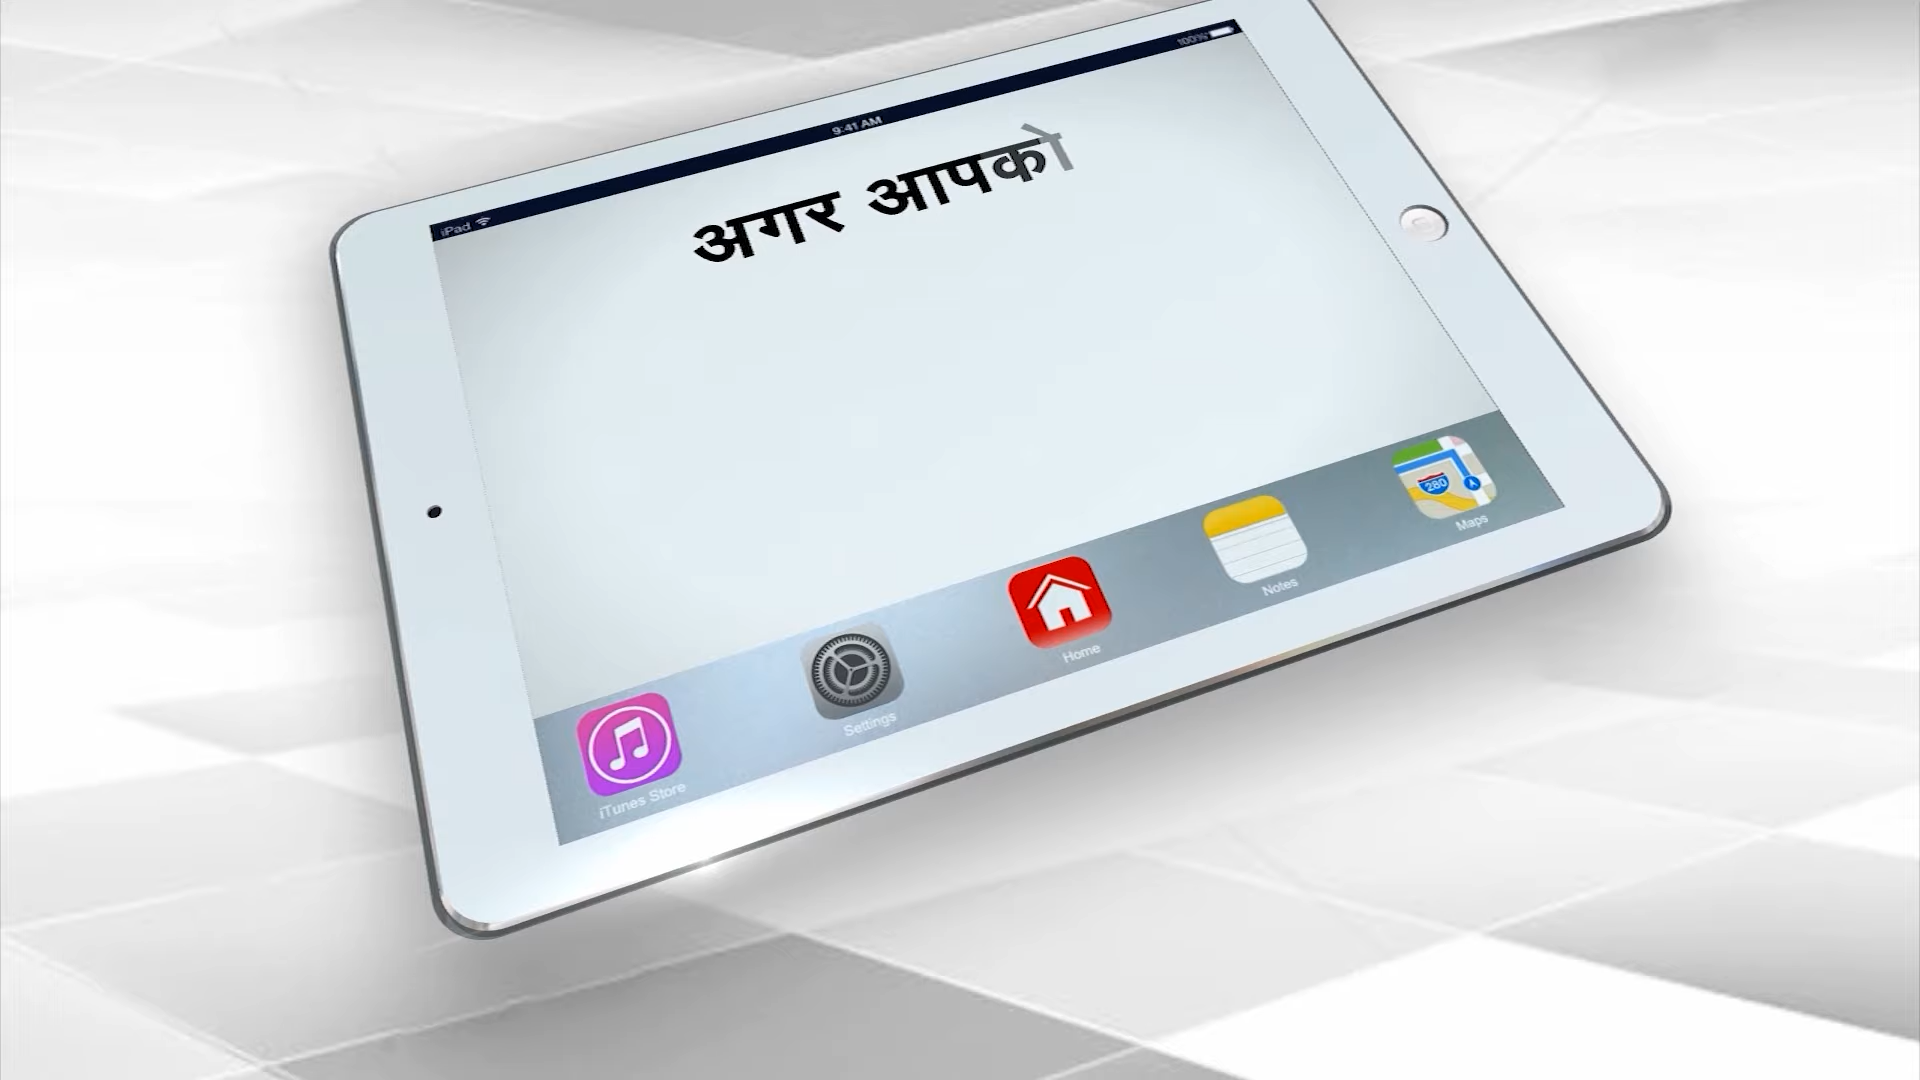 iPad 9:41 AM 100%
अगर आपको
iTunes Store
Settings
Home
Notes
280
Maps